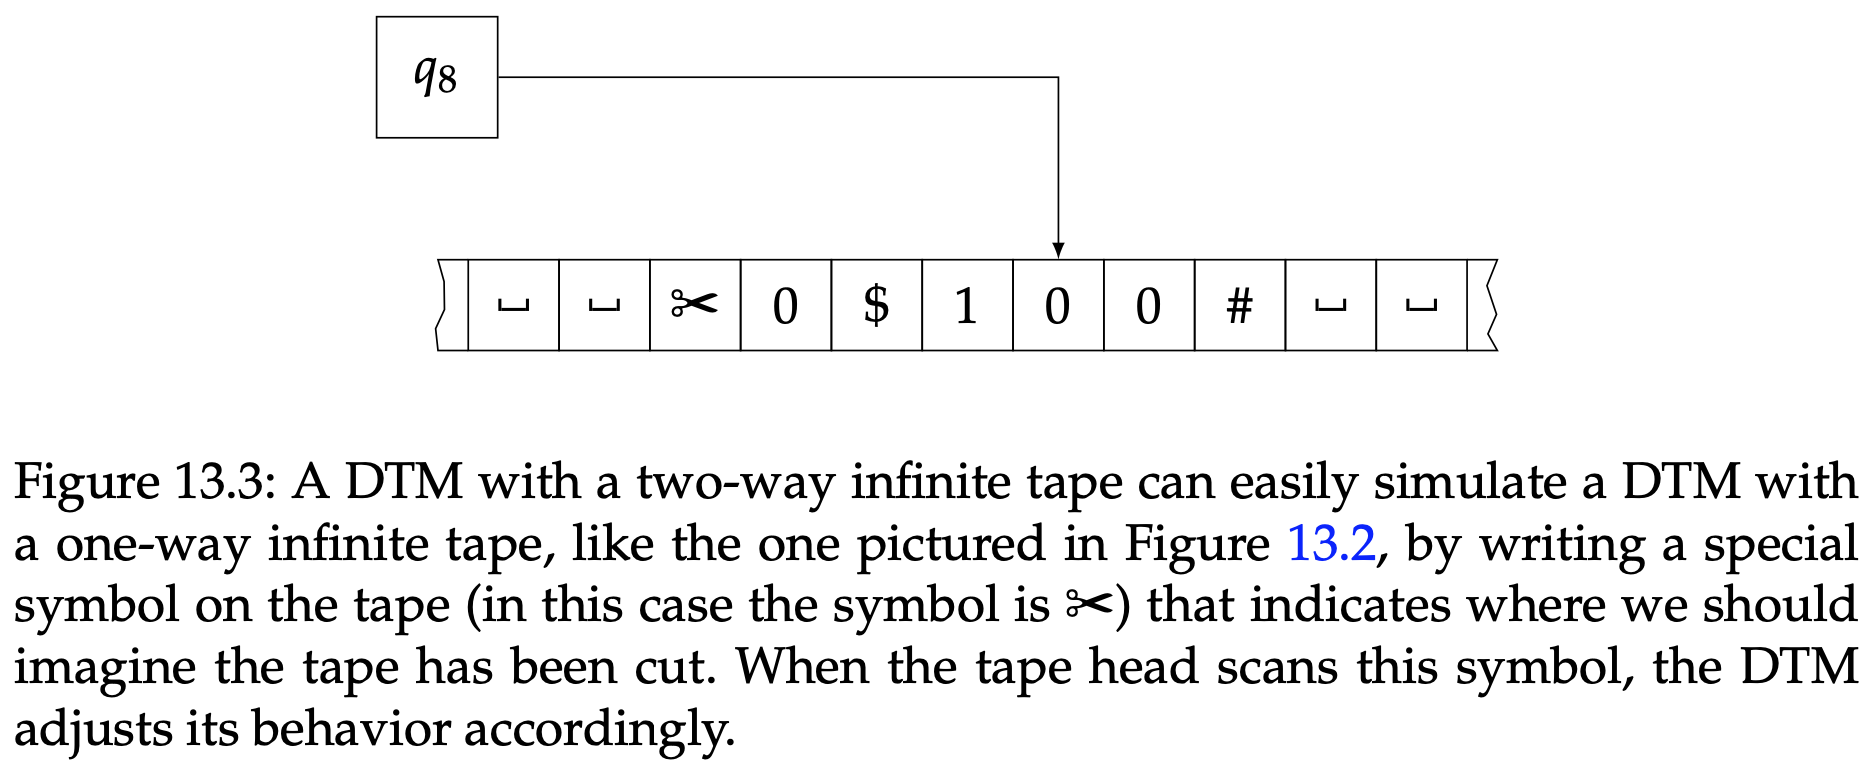 q8
␣ ␣ ✂ 0 $ 1 0 0 # ␣ ␣
Figure 13.3: A DTM with a two-way infinite tape can easily simulate a DTM with
a one-way infinite tape, like the one pictured in Figure 13.2, by writing a special
symbol on the tape (in this case the symbol is ✂) that indicates where we should
imagine the tape has been cut. When the tape head scans this symbol, the DTM
adjusts its behavior accordingly.